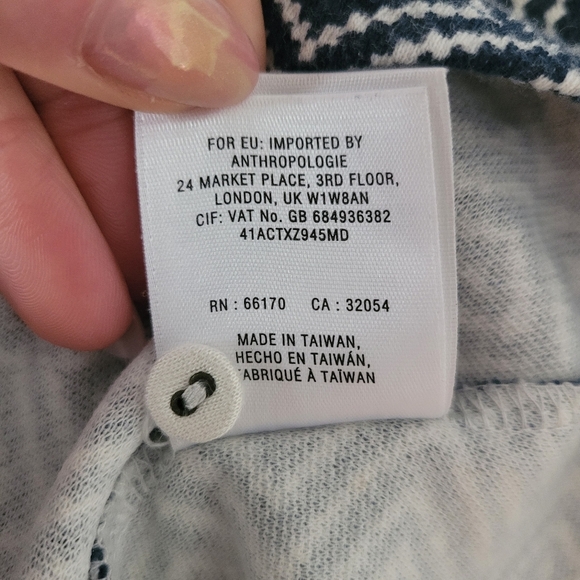 FOR EU: IMPORTED BY
ANTHROPOLOGIE
24 MARKET PLACE, 3RD FLOOR,
LONDON, UK W1W8AN
CIF: VAT No. GB 684936382
41ACTXZ945MD
RN : 66170 CA : 32054
MADE IN TAIWAN,
HECHO EN TAIWÁN,
ABRIQUÉ À TAÏWAN